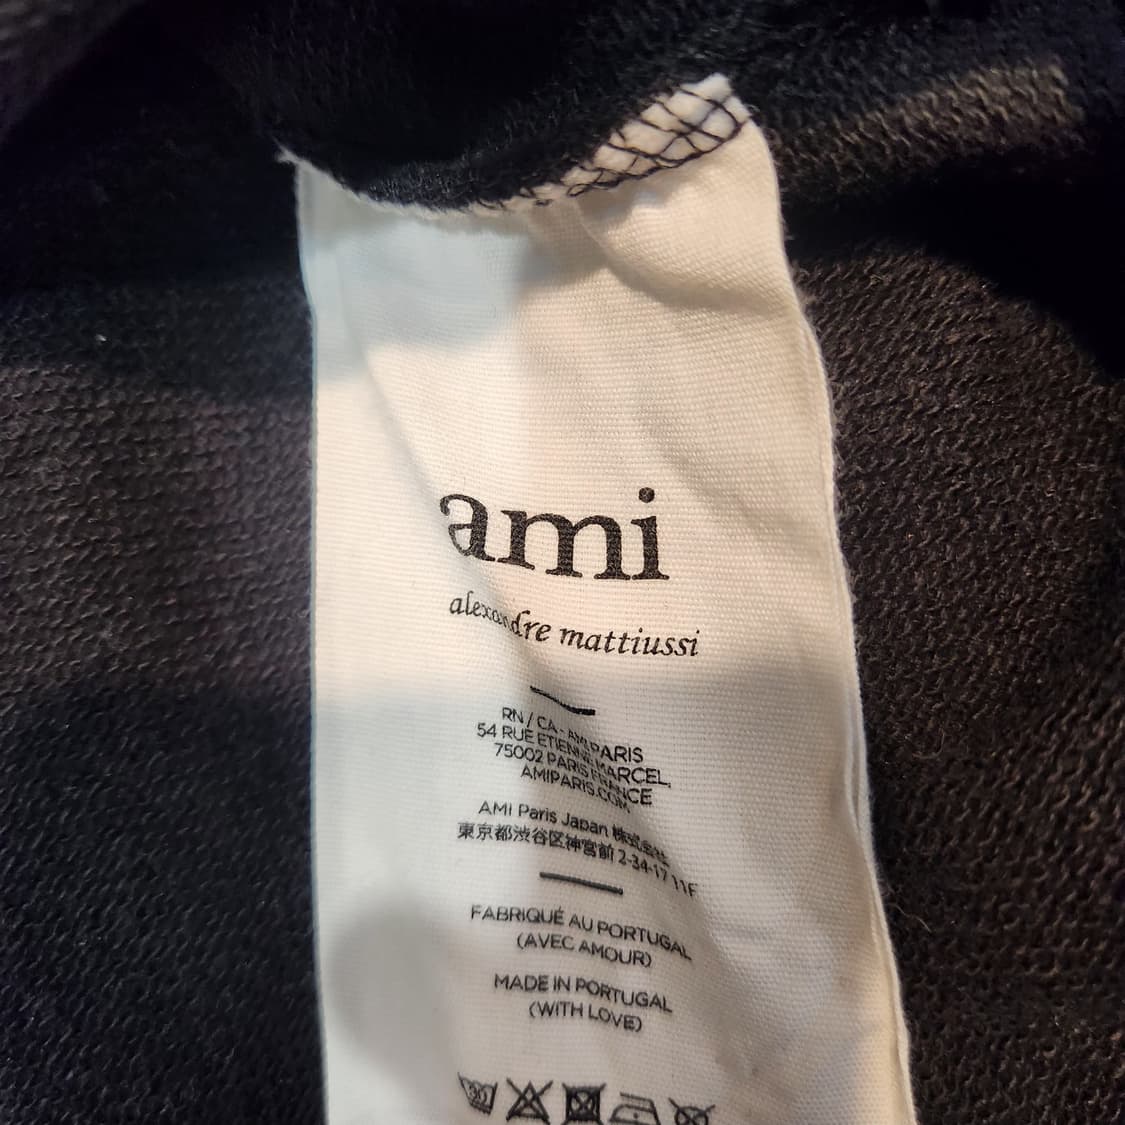 ami
alexandre mattiussi
RN / CA - AMI PARIS
54 RUE ETIENNE MARCEL,
75002 PARIS FRANCE
AMIPARIS.COM
AMI Paris Japan 株式会社
東京都渋谷区神宮前 2-34-17 11F
FABRIQUÉ AU PORTUGAL
(AVEC AMOUR)
MADE IN PORTUGAL
(WITH LOVE)
30